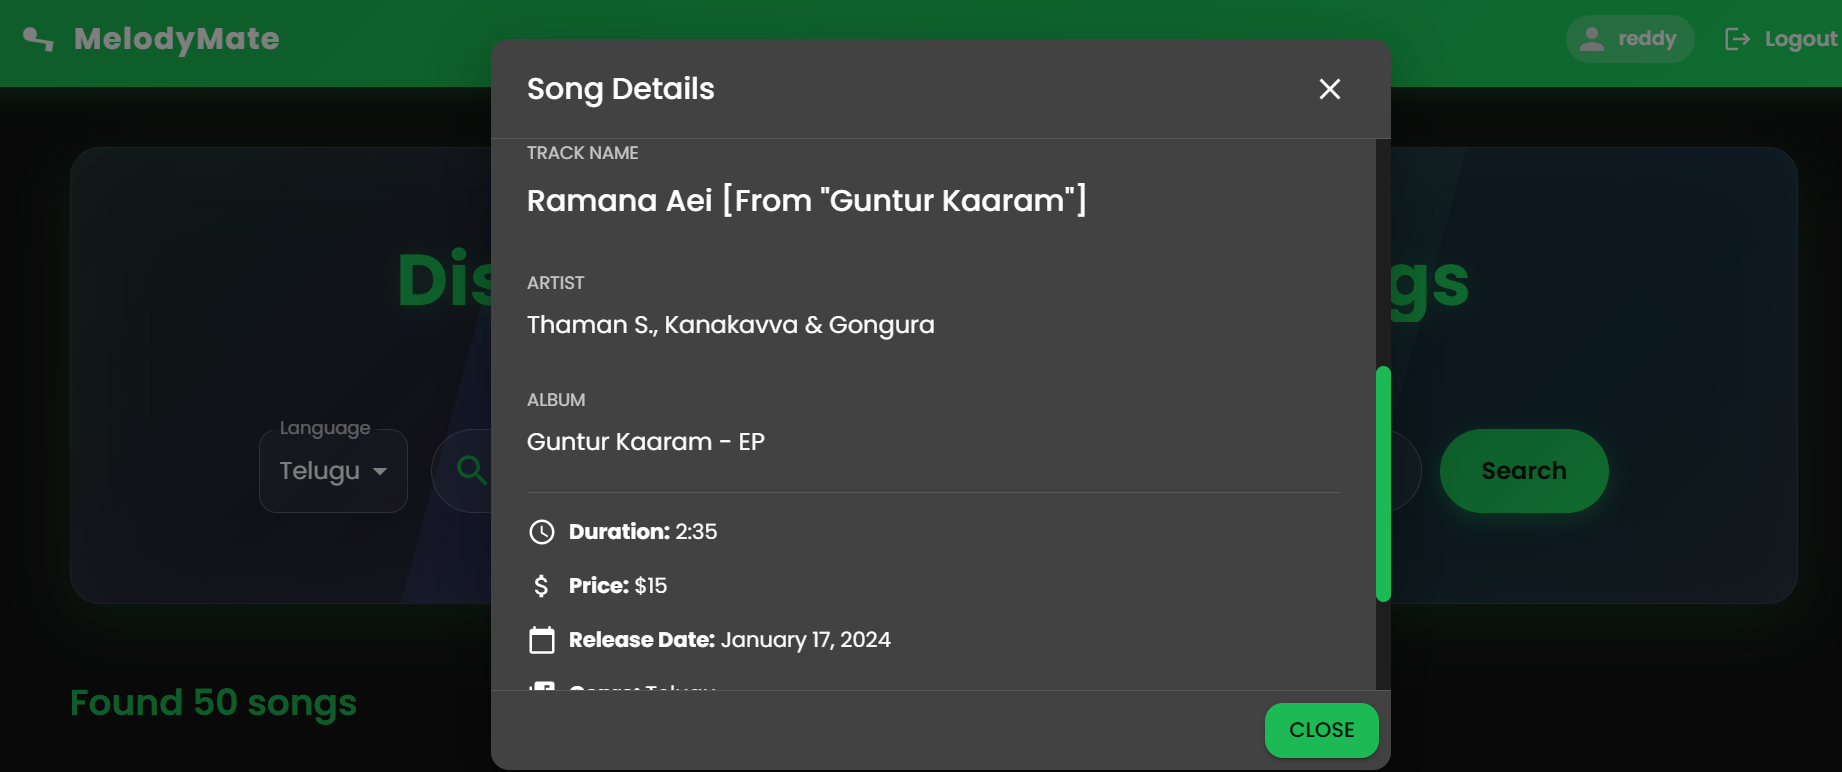 MelodyMate
reddy
Logout
Song Details
TRACK NAME
Ramana Aei [From "Guntur Kaaram"]
ARTIST
Thaman S., Kanakavva & Gongura
ALBUM
Guntur Kaaram - EP
Duration: 2:35
Price: $15
Release Date: January 17, 2024
Genre: Telugu
Dis
gs
Language
Telugu
Search
Found 50 songs
CLOSE